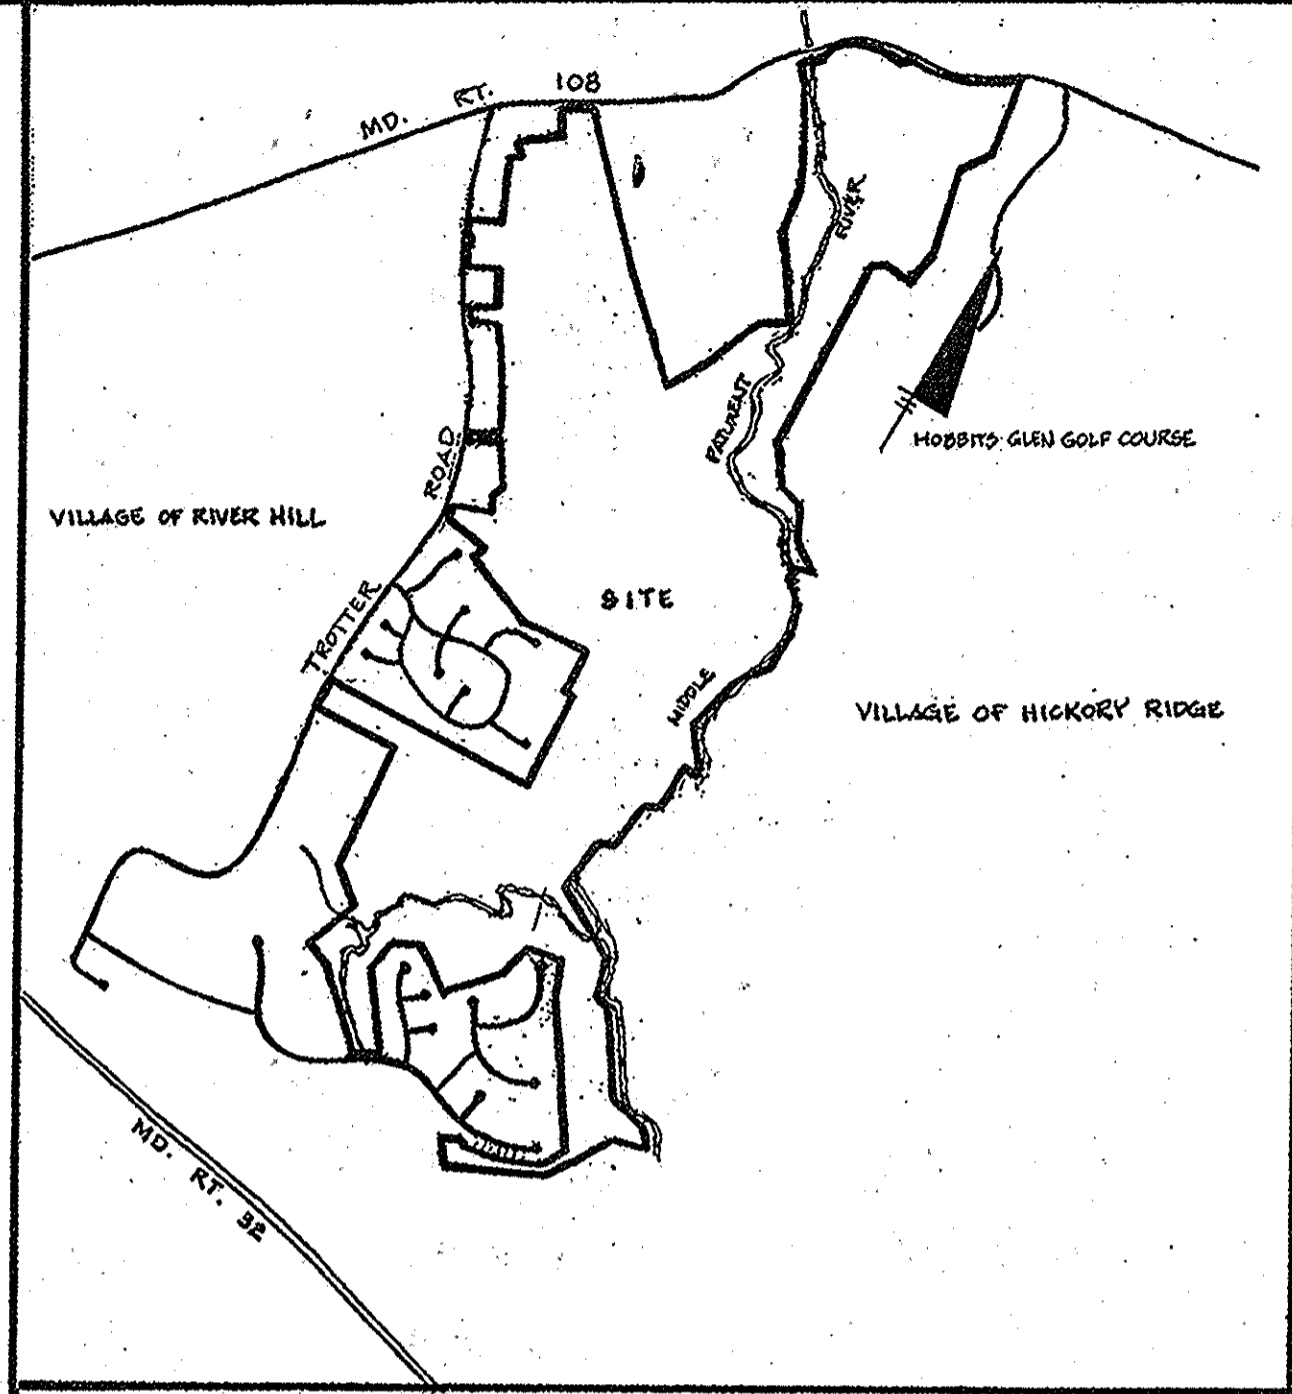 MD. RT. 108
RIVER
PATUXENT
HOBBITS GLEN GOLF COURSE
ROAD
VILLAGE OF RIVER HILL
SITE
TROTTER
MIDDLE
VILLAGE OF HICKORY RIDGE
MD. RT. 32